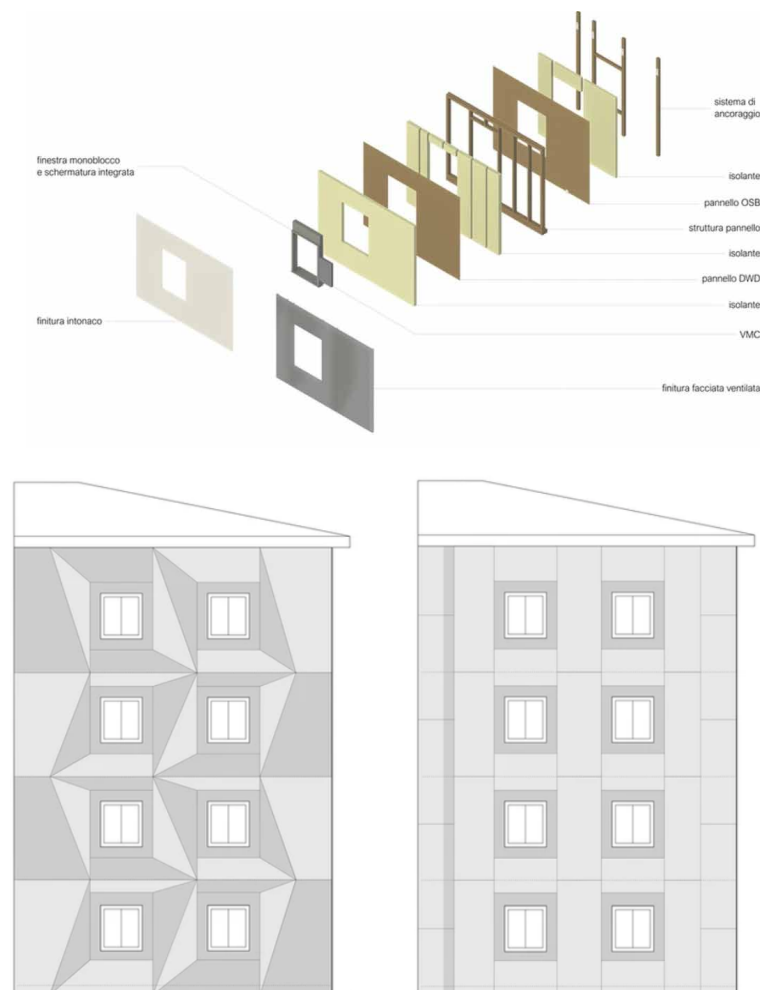 sistema di
ancoraggio
finestra monoblocco
e schermatura integrata
isolante
pannello OSB
struttura pannello
isolante
pannello DWD
isolante
finitura intonaco
VMC
finitura facciata ventilata